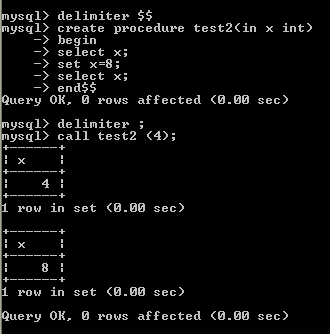 mysql> delimiter $$
mysql> create procedure test2(in x int)
    -> begin
    -> select x;
    -> set x=8;
    -> select x;
    -> end$$
Query OK, 0 rows affected (0.00 sec)
mysql> delimiter ;
mysql> call test2 (4);
+------+
¦ x    ¦
+------+
¦    4 ¦
+------+
1 row in set (0.00 sec)
+------+
¦ x    ¦
+------+
¦    8 ¦
+------+
1 row in set (0.00 sec)
Query OK, 0 rows affected (0.00 sec)